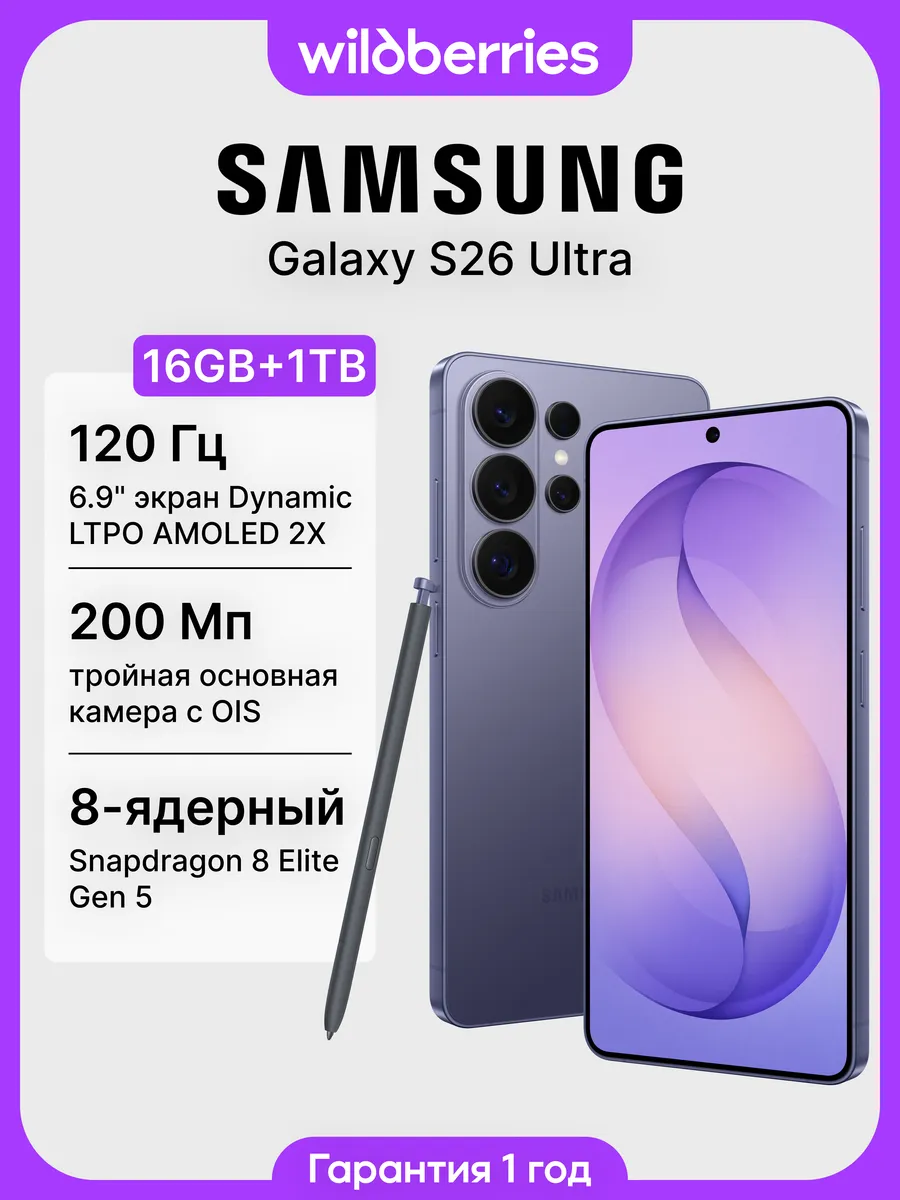 wildberries
SAMSUNG
Galaxy S26 Ultra
16GB+1TB
120 Гц
6.9" экран Dynamic
LTPO AMOLED 2X
200 Мп
тройная основная
камера с OIS
8-ядерный
Snapdragon 8 Elite
Gen 5
SAM
Гарантия 1 год